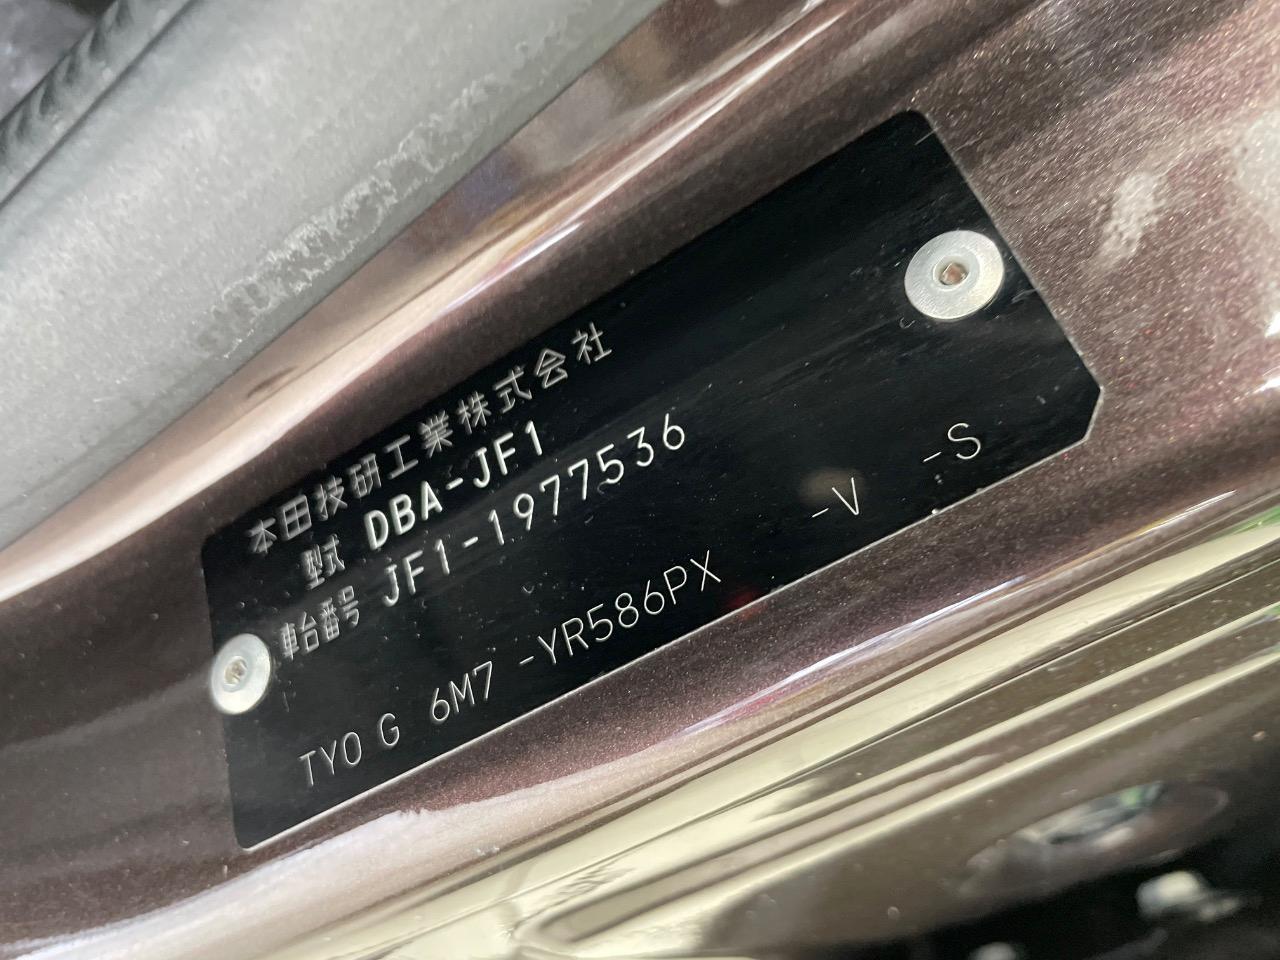 本田技研工業株式会社
型式 DBA-JF1
車台番号 JF1-1977536
TYO G 6M7 -YR586PX -V -S